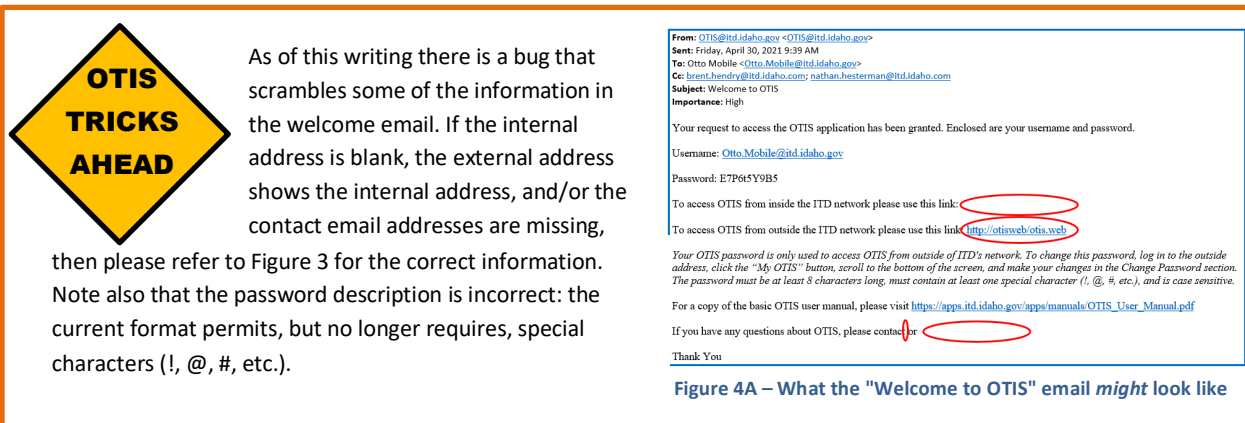 OTIS
TRICKS
AHEAD
As of this writing there is a bug that
scrambles some of the information in
the welcome email. If the internal
address is blank, the external address
shows the internal address, and/or the
contact email addresses are missing,
then please refer to Figure 3 for the correct information.
Note also that the password description is incorrect: the
current format permits, but no longer requires, special
characters (!, @, #, etc.).
From: OTIS@itd.idaho.gov <OTIS@itd.idaho.gov>
Sent: Friday, April 30, 2021 9:39 AM
To: Otto Mobile <Otto.Mobile@itd.idaho.gov>
Cc: brent.hendry@itd.idaho.com; nathan.hesterman@itd.idaho.com
Subject: Welcome to OTIS
Importance: High
Your request to access the OTIS application has been granted. Enclosed are your username and password.
Username: Otto.Mobile@itd.idaho.gov
Password: E7P6t5Y9B5
To access OTIS from inside the ITD network please use this link:
To access OTIS from outside the ITD network please use this link: http://otisweb/otis.web
Your OTIS password is only used to access OTIS from outside of ITD's network. To change this password, log in to the outside
address, click the "My OTIS" button, scroll to the bottom of the screen, and make your changes in the Change Password section.
The password must be at least 8 characters long, must contain at least one special character (!, @, #, etc.), and is case sensitive.
For a copy of the basic OTIS user manual, please visit https://apps.itd.idaho.gov/apps/manuals/OTIS_User_Manual.pdf
If you have any questions about OTIS, please contact or
Thank You
Figure 4A – What the "Welcome to OTIS" email might look like